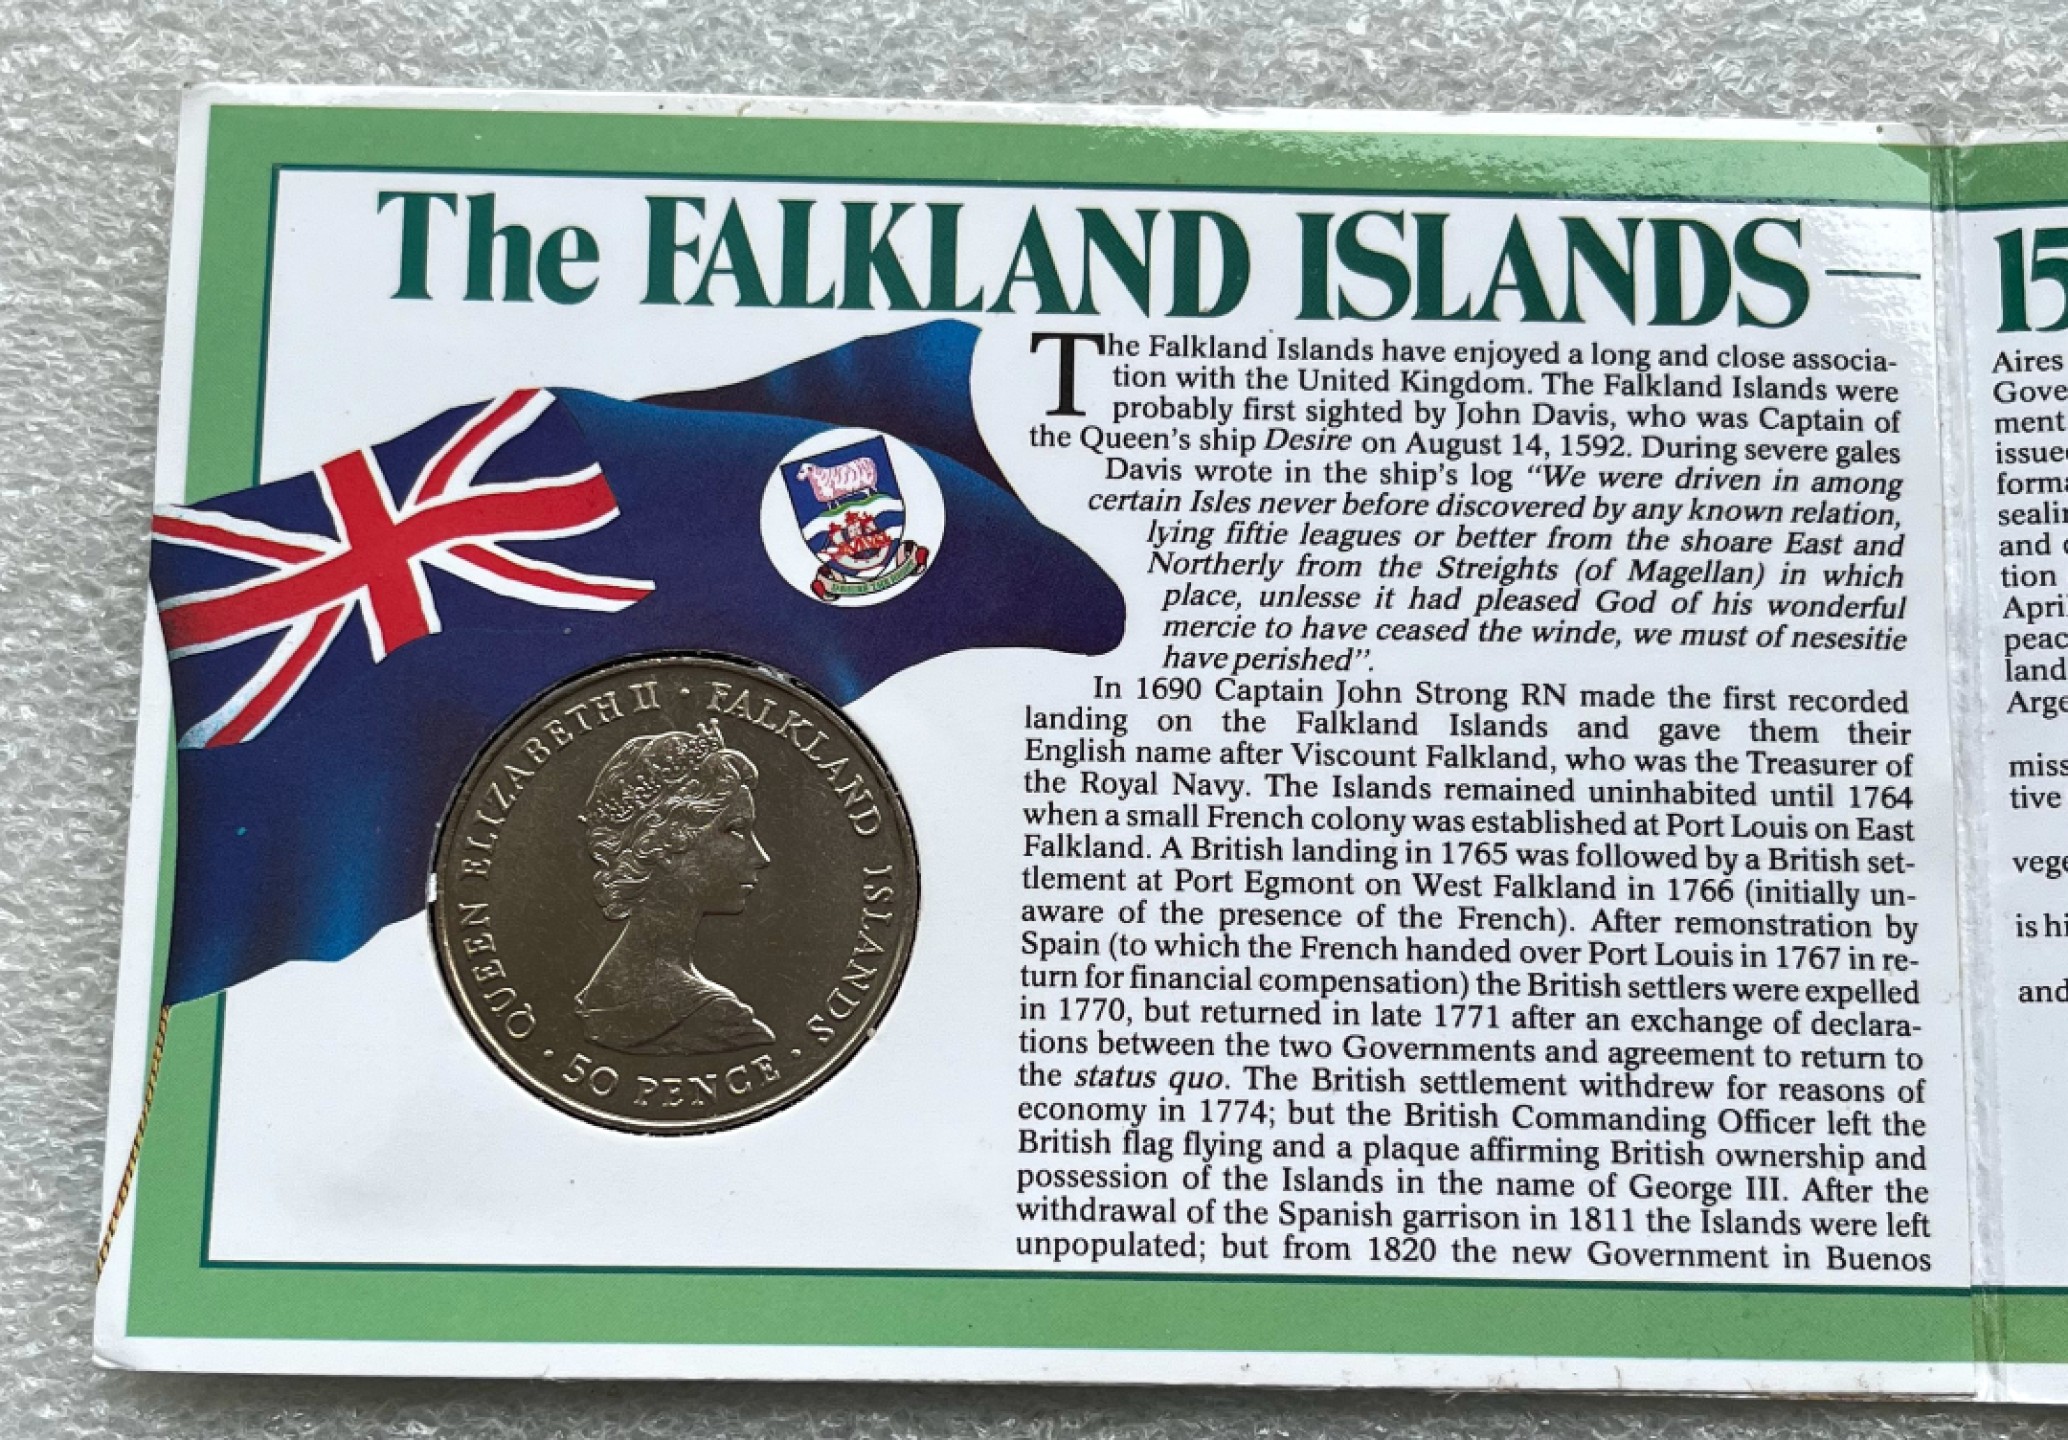 The FALKLAND ISLANDS—
The Falkland Islands have enjoyed a long and close associa-
tion with the United Kingdom. The Falkland Islands were
probably first sighted by John Davis, who was Captain of
the Queen's ship Desire on August 14, 1592. During severe gales
Davis wrote in the ship's log "We were driven in among
certain Isles never before discovered by any known relation,
lying fiftie leagues or better from the shoare East and
Northerly from the Streights (of Magellan) in which
place, unlesse it had pleased God of his wonderful
mercie to have ceased the winde, we must of nesesitie
have perished".
In 1690 Captain John Strong RN made the first recorded
landing on the Falkland Islands and gave them their
English name after Viscount Falkland, who was the Treasurer of
the Royal Navy. The Islands remained uninhabited until 1764
when a small French colony was established at Port Louis on East
Falkland. A British landing in 1765 was followed by a British set-
tlement at Port Egmont on West Falkland in 1766 (initially un-
aware of the presence of the French). After remonstration by
Spain (to which the French handed over Port Louis in 1767 in re-
turn for financial compensation) the British settlers were expelled
in 1770, but returned in late 1771 after an exchange of declara-
tions between the two Governments and agreement to return to
the status quo. The British settlement withdrew for reasons of
economy in 1774; but the British Commanding Officer left the
British flag flying and a plaque affirming British ownership and
possession of the Islands in the name of George III. After the
withdrawal of the Spanish garrison in 1811 the Islands were left
unpopulated; but from 1820 the new Government in Buenos
QUEEN ELIZABETH II · FALKLAND ISLANDS
· 50 PENCE ·
15
Aires
Gove
ment
issue
forma
sealin
and
tion
April
peac
land
Arge
miss
tive
vege
is hi
and